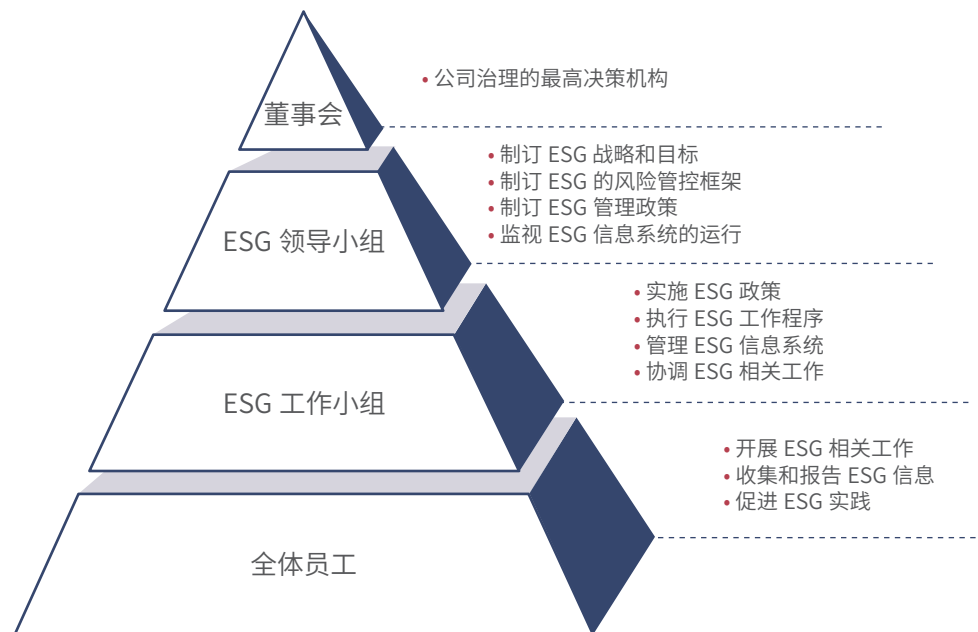 董事会
• 公司治理的最高决策机构
ESG 领导小组
• 制订 ESG 战略和目标
• 制订 ESG 的风险管控框架
• 制订 ESG 管理政策
• 监视 ESG 信息系统的运行
ESG 工作小组
• 实施 ESG 政策
• 执行 ESG 工作程序
• 管理 ESG 信息系统
• 协调 ESG 相关工作
全体员工
• 开展 ESG 相关工作
• 收集和报告 ESG 信息
• 促进 ESG 实践